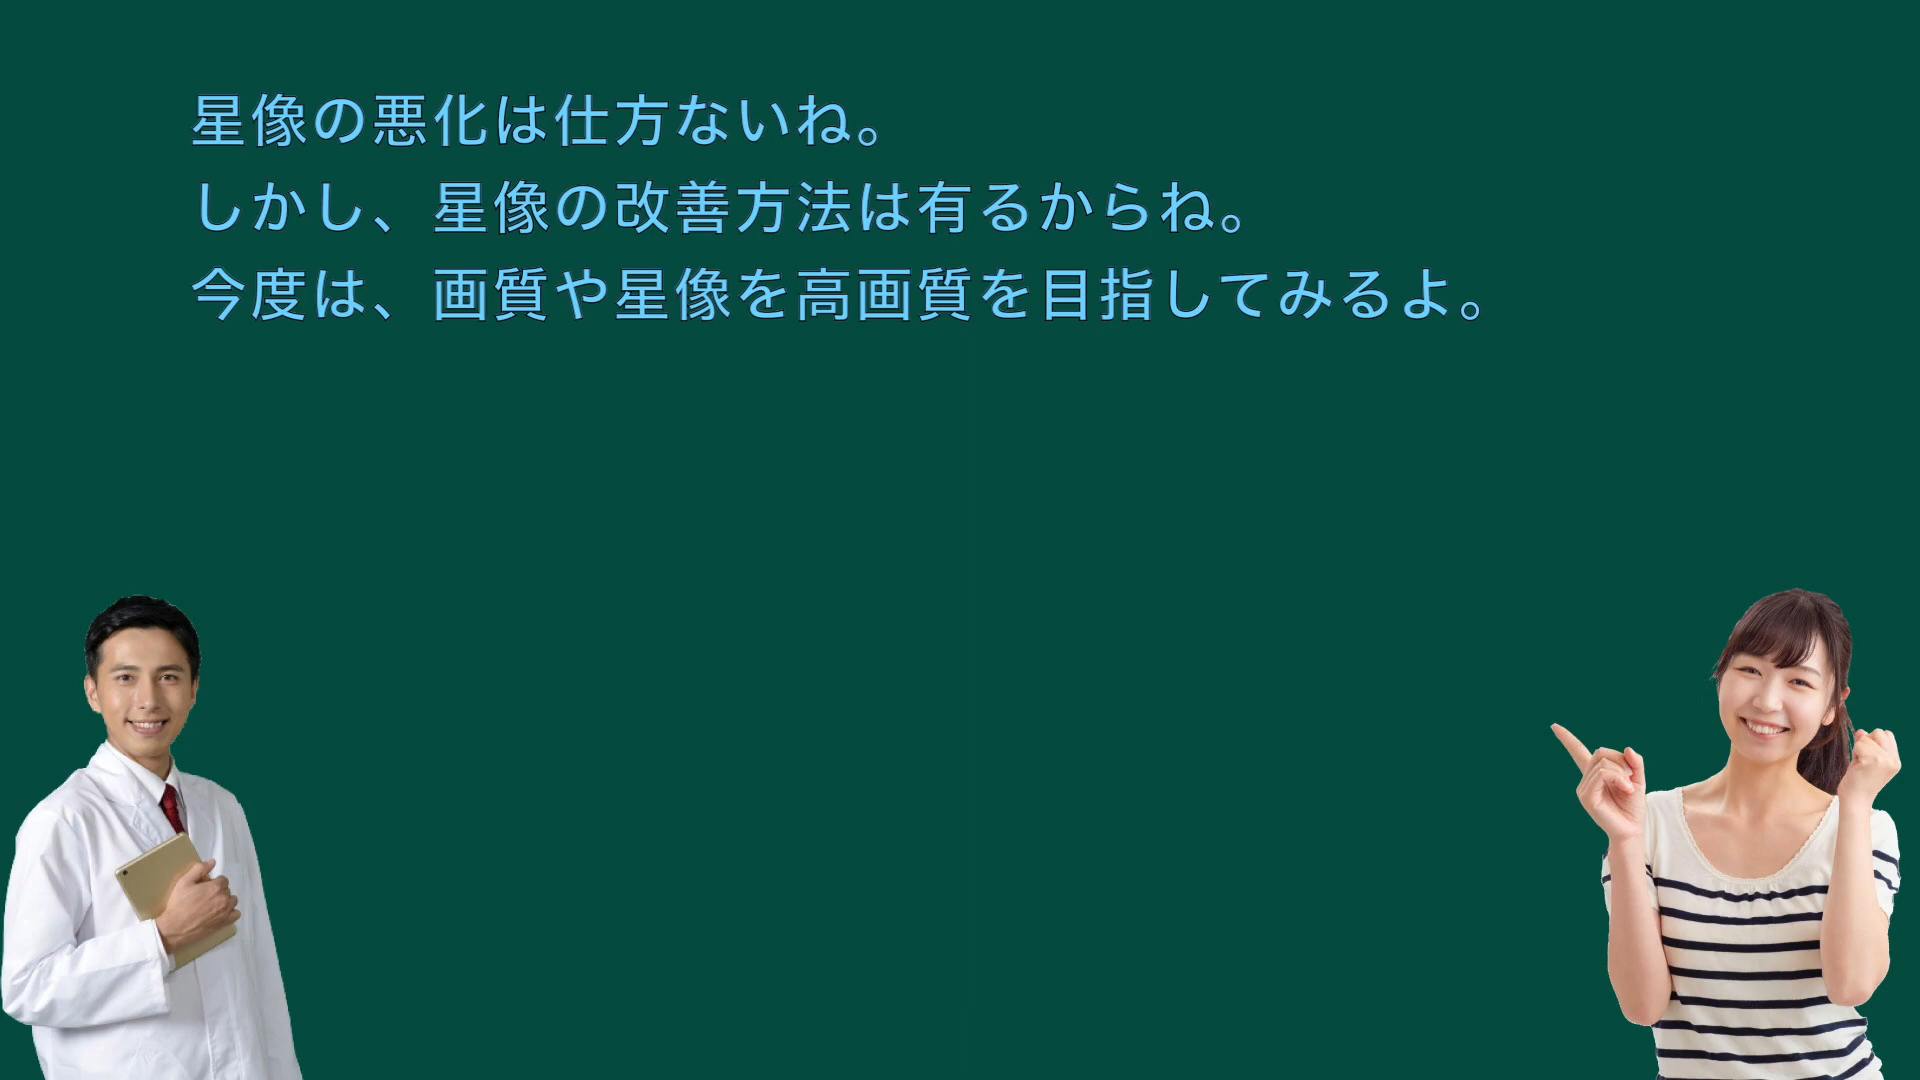 星像の悪化は仕方ないね。
しかし、星像の改善方法は有るからね。
今度は、画質や星像を高画質を目指してみるよ。